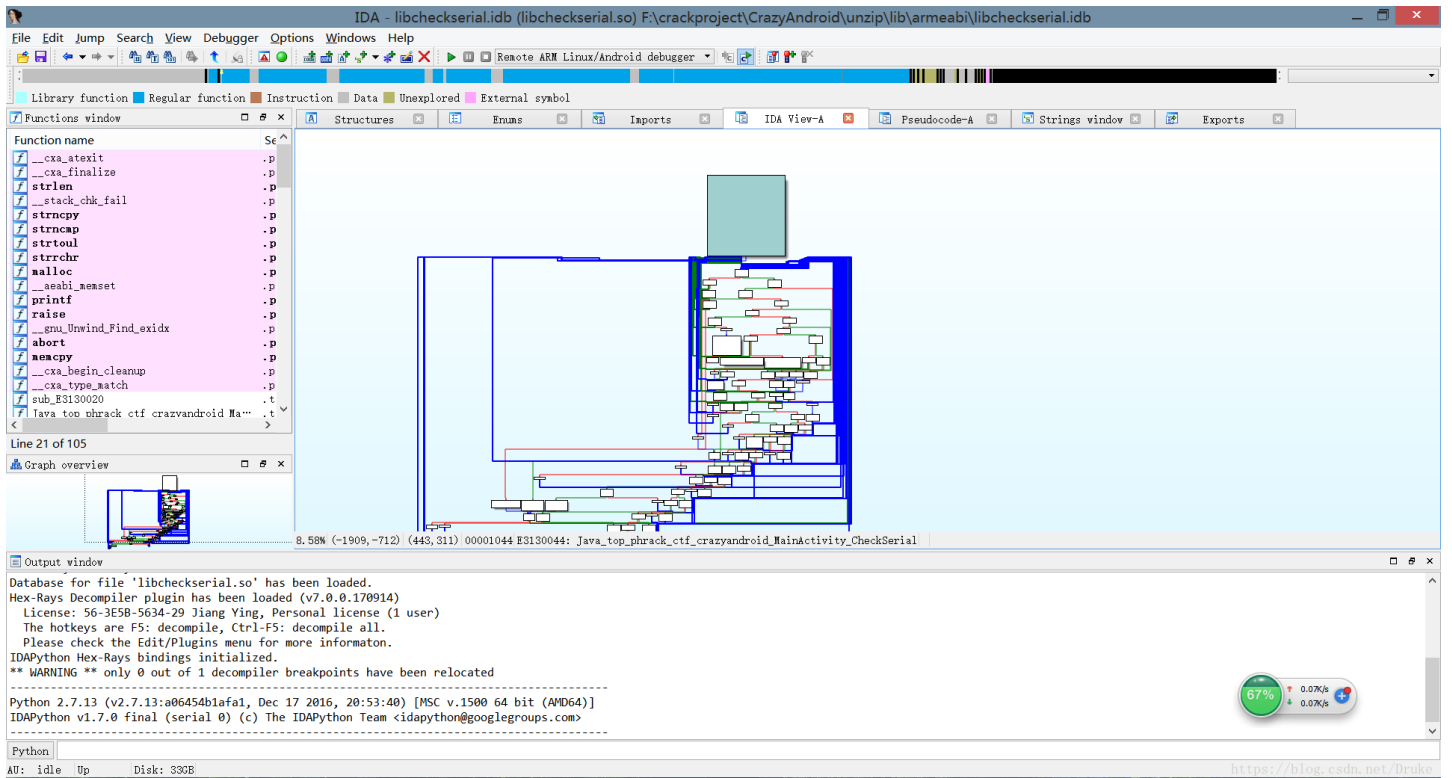 IDA - libcheckserial.idb (libcheckserial.so) F:\crackproject\CrazyAndroid\unzip\lib\armeabi\libcheckserial.idb
File Edit Jump Search View Debugger Options Windows Help
Remote ARM Linux/Android debugger
Library function Regular function Instruction Data Unexplored External symbol
Functions window
Structures Enums Imports IDA View-A Pseudocode-A Strings window Exports
Function name Se
f __cxa_atexit .p
f __cxa_finalize .p
f strlen .p
f __stack_chk_fail .p
f strncpy .p
f strncmp .p
f strtoul .p
f strrchr .p
f malloc .p
f __aeabi_memset .p
f printf .p
f raise .p
f __gnu_Unwind_Find_exidx .p
f abort .p
f memcpy .p
f __cxa_begin_cleanup .p
f __cxa_type_match .p
f sub_E3130020 .t
f Java_top_phrack_ctf_crazyandroid_Ma… .t
Line 21 of 105
Graph overview
8.58% (-1909,-712) (443,311) 00001044 E3130044: Java_top_phrack_ctf_crazyandroid_MainActivity_CheckSerial
Output window
Database for file 'libcheckserial.so' has been loaded.
Hex-Rays Decompiler plugin has been loaded (v7.0.0.170914)
License: 56-3E5B-5634-29 Jiang Ying, Personal license (1 user)
The hotkeys are F5: decompile, Ctrl-F5: decompile all.
Please check the Edit/Plugins menu for more informaton.
IDAPython Hex-Rays bindings initialized.
** WARNING ** only 0 out of 1 decompiler breakpoints have been relocated
---------------------------------------------------------------------------------------------
Python 2.7.13 (v2.7.13:a06454b1afa1, Dec 17 2016, 20:53:40) [MSC v.1500 64 bit (AMD64)]
IDAPython v1.7.0 final (serial 0) (c) The IDAPython Team <idapython@googlegroups.com>
---------------------------------------------------------------------------------------------
67% 0.07K/s
0.07K/s
Python
AU: idle Up Disk: 33GB
https://blog.csdn.net/Druke